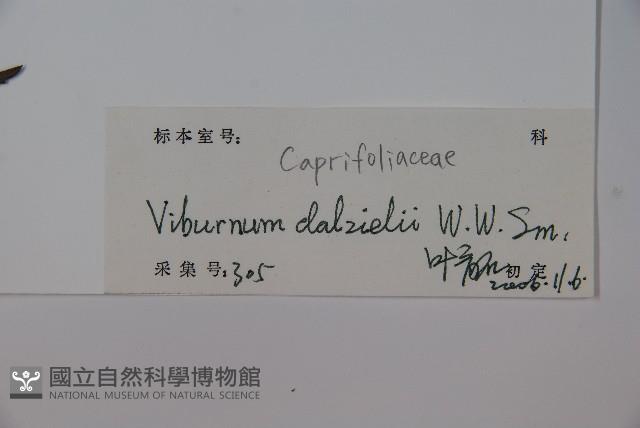 标本室号: 科
Caprifoliaceae
Viburnum dalzielii W.W.Sm.
采集号:305 初定
2006.11.6.
國立自然科學博物館
NATIONAL MUSEUM OF NATURAL SCIENCE